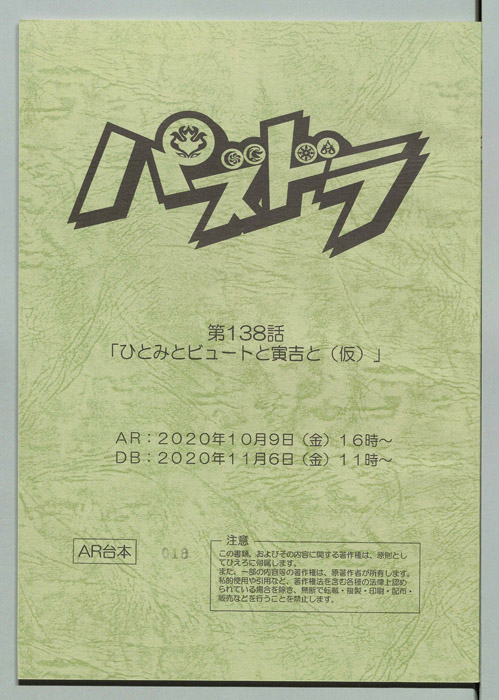 パズドラ
第138話
「ひとみとビュートと寅吉と（仮）」
AR：2020年10月9日（金）16時～
DB：2020年11月6日（金）11時～
AR台本
018
注意
この書類、およびその内容に関する著作権は、原則とし
てぴえろに帰属します。
また、一部の内容等の著作権は、原著作者が所有します。
私的使用や引用など、著作権法を含む各種の法律上認め
られている場合を除き、無断で転載・複製・印刷・配布・
販売などを行うことを禁止します。